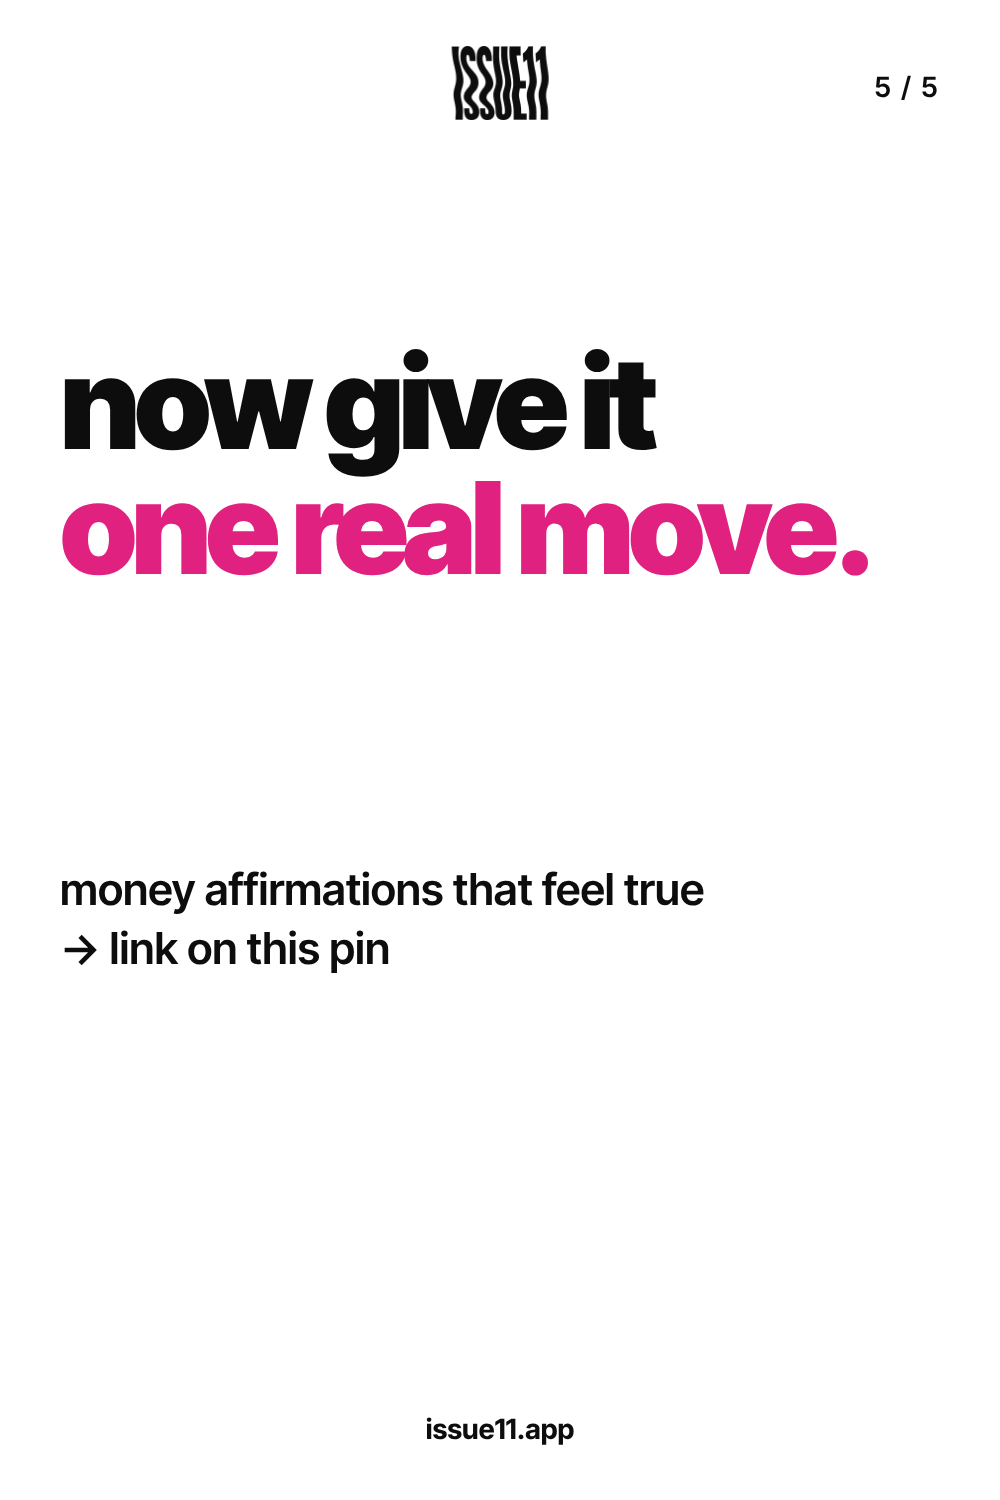 ISSUE11
5 / 5
now give it
one real move.
money affirmations that feel true
→ link on this pin
issue11.app